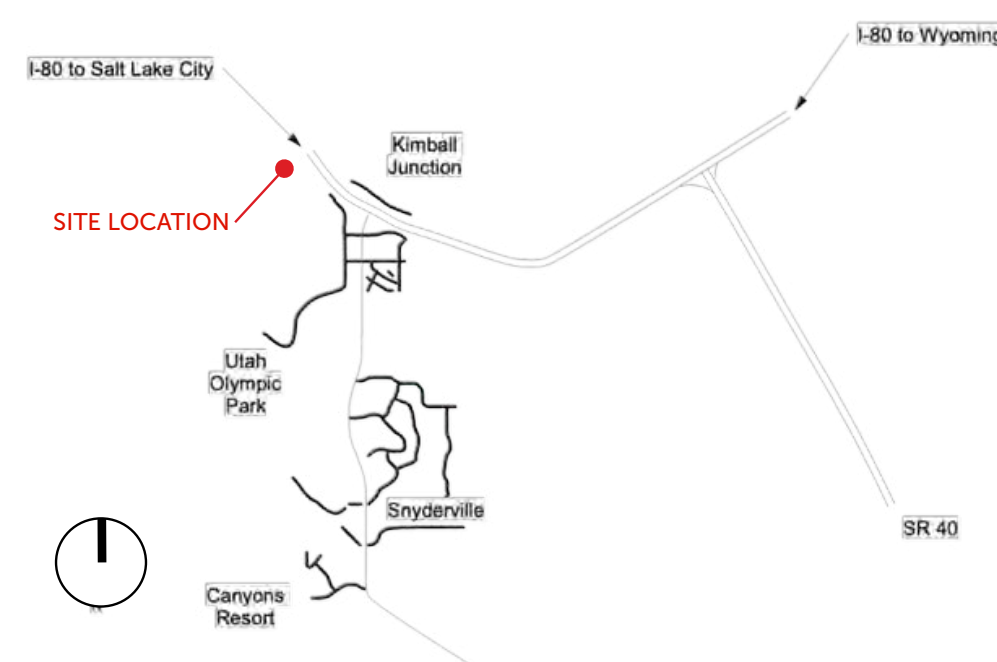 I-80 to Wyoming
I-80 to Salt Lake City
Kimball
Junction
SITE LOCATION
Utah
Olympic
Park
Snyderville
SR 40
Canyons
Resort